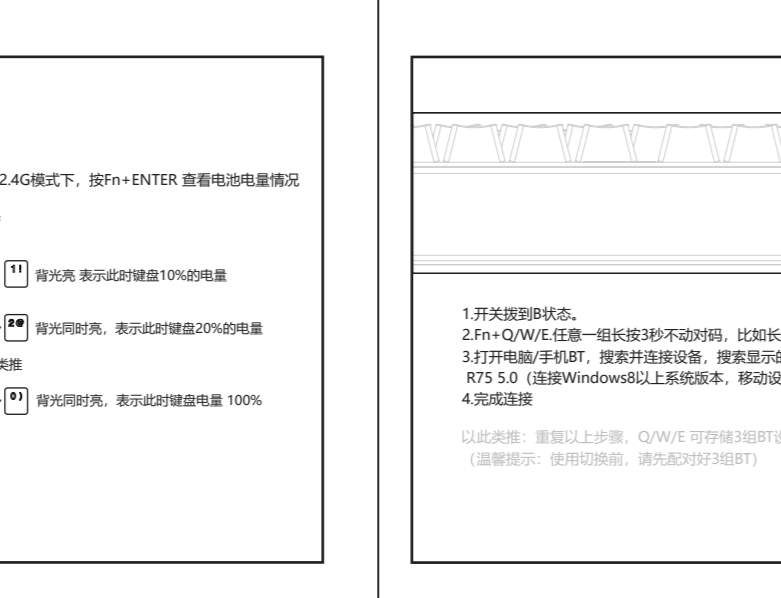 2.4G模式下，按Fn+ENTER 查看电池电量情况
1! 背光亮 表示此时键盘10%的电量
2@ 背光同时亮，表示此时键盘20%的电量
类推
0) 背光同时亮，表示此时键盘电量 100%
1.开关拨到B状态。
2.Fn+Q/W/E.任意一组长按3秒不动对码，比如长
3.打开电脑/手机BT，搜索并连接设备，搜索显示的
R75 5.0（连接Windows8以上系统版本，移动设
4.完成连接
以此类推：重复以上步骤，Q/W/E 可存储3组BT设
（温馨提示：使用切换前，请先配对好3组BT）